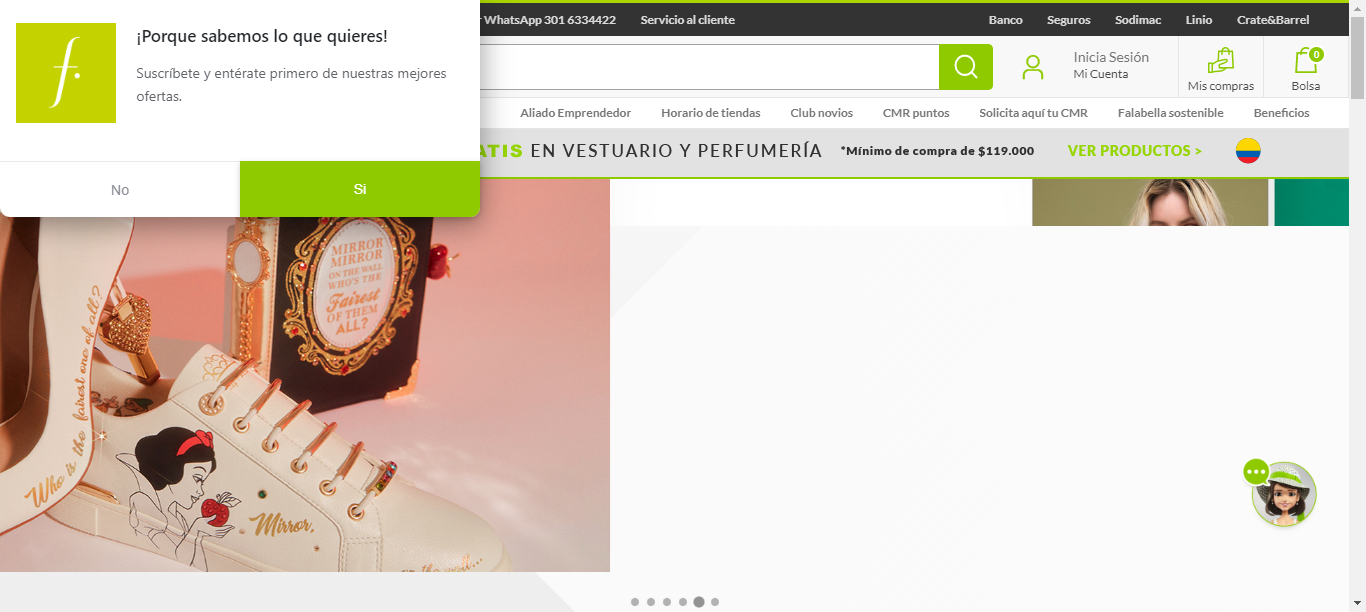 WhatsApp 301 6334422
Servicio al cliente
Banco
Seguros
Sodimac
Linio
Crate&Barrel
f.
¡Porque sabemos lo que quieres!
Suscríbete y entérate primero de nuestras mejores
ofertas.
No
Si
Inicia Sesión
Mi Cuenta
Mis compras
0
Bolsa
Aliado Emprendedor
Horario de tiendas
Club novios
CMR puntos
Solicita aquí tu CMR
Falabella sostenible
Beneficios
ATIS EN VESTUARIO Y PERFUMERÍA
*Mínimo de compra de $119.000
VER PRODUCTOS >
MIRROR
MIRROR
ON THE WALL
WHO'S THE
Fairest
OF THEM
ALL?
Who is the fairest one of all?
Mirror,
on the wall...